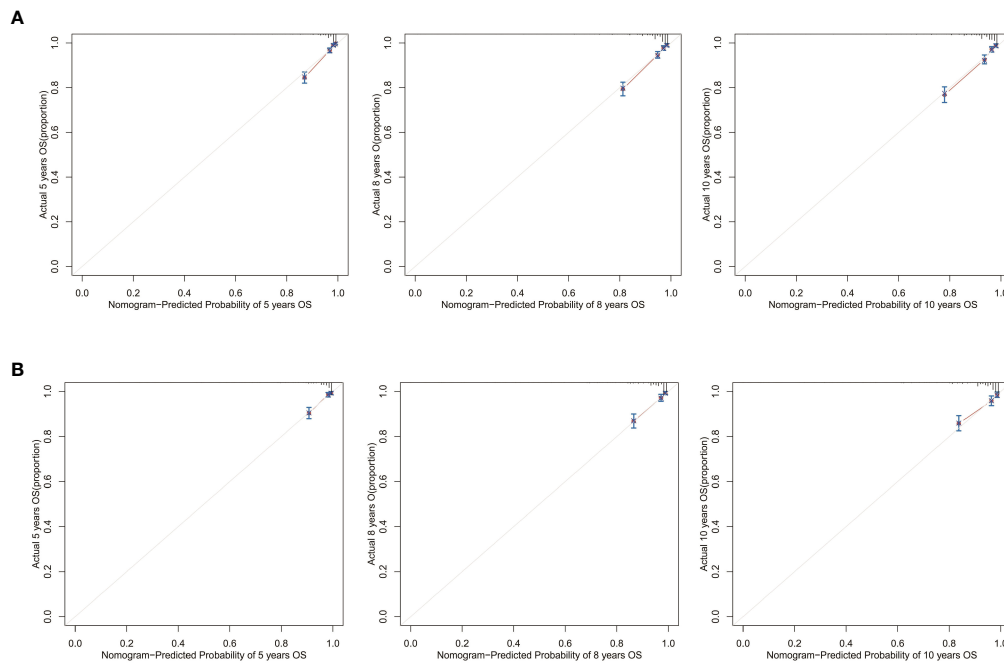 A
Actual 5 years OS(proportion)
1.0
0.8
0.6
0.4
0.2
0.0
0.0 0.2 0.4 0.6 0.8 1.0
Nomogram−Predicted Probability of 5 years OS
Actual 8 years O(proportion)
1.0
0.8
0.6
0.4
0.2
0.0
0.0 0.2 0.4 0.6 0.8 1.0
Nomogram−Predicted Probability of 8 years OS
Actual 10 years OS(proportion)
1.0
0.8
0.6
0.4
0.2
0.0
0.0 0.2 0.4 0.6 0.8 1.0
Nomogram−Predicted Probability of 10 years OS
B
Actual 5 years OS(proportion)
1.0
0.8
0.6
0.4
0.2
0.0
0.0 0.2 0.4 0.6 0.8 1.0
Nomogram−Predicted Probability of 5 years OS
Actual 8 years O(proportion)
1.0
0.8
0.6
0.4
0.2
0.0
0.0 0.2 0.4 0.6 0.8 1.0
Nomogram−Predicted Probability of 8 years OS
Actual 10 years OS(proportion)
1.0
0.8
0.6
0.4
0.2
0.0
0.0 0.2 0.4 0.6 0.8 1.0
Nomogram−Predicted Probability of 10 years OS